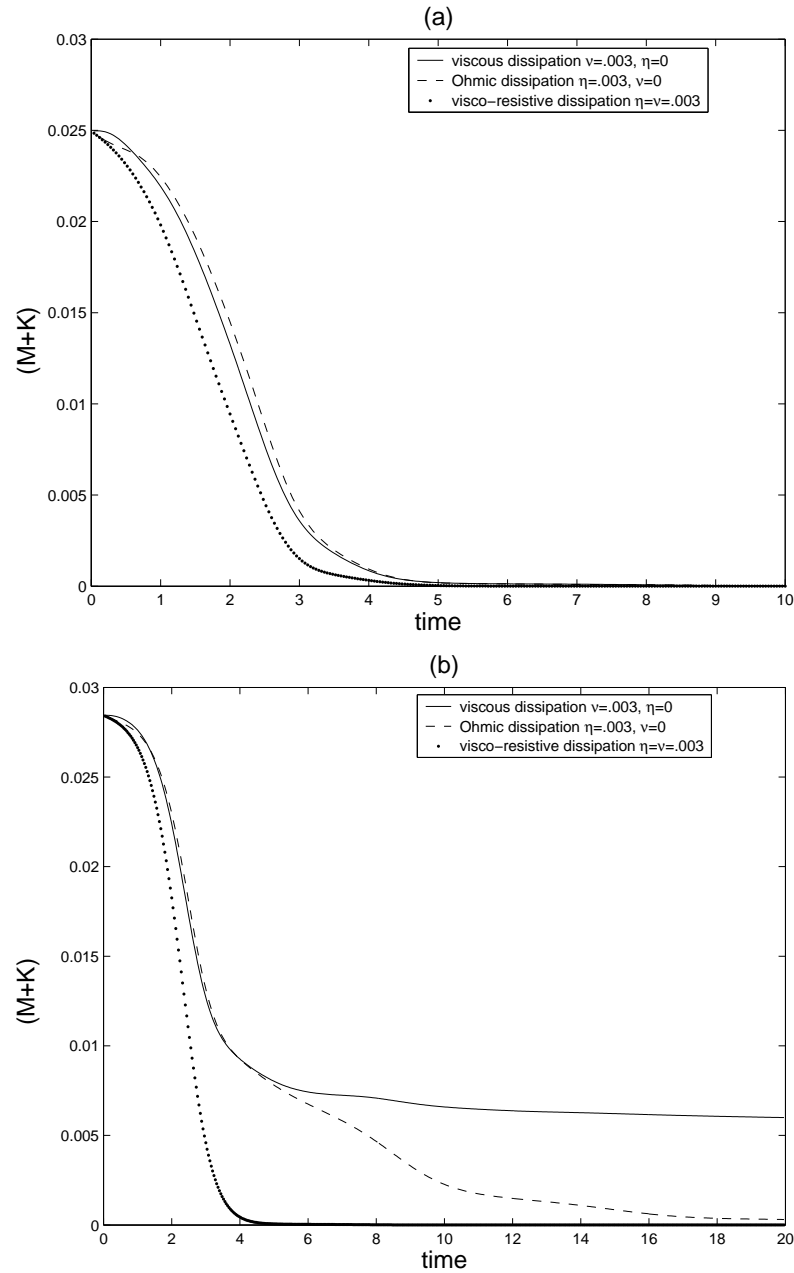 (a)
0.03
0.025
0.02
0.015
0.01
0.005
0
(M+K)
viscous dissipation ν=.003, η=0
Ohmic dissipation η=.003, ν=0
visco−resistive dissipation η=ν=.003
0 1 2 3 4 5 6 7 8 9 10
time
(b)
0.03
0.025
0.02
0.015
0.01
0.005
0
(M+K)
viscous dissipation ν=.003, η=0
Ohmic dissipation η=.003, ν=0
visco−resistive dissipation η=ν=.003
0 2 4 6 8 10 12 14 16 18 20
time